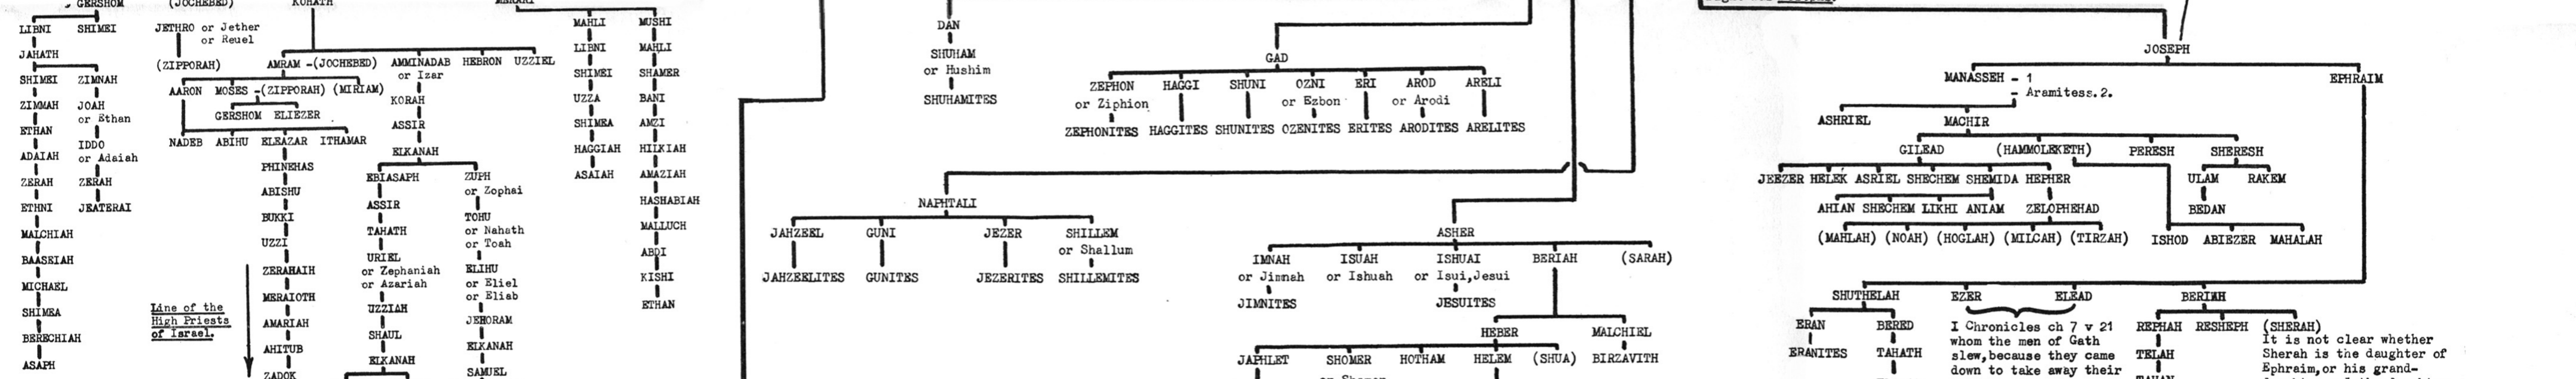 GERSHOM
LIBNI SHIMEI
JAHATH
SHIMEI ZIMNAH
ZIMMAH JOAH
or Ethan
ETHAN
IDDO
ADAIAH or Adaiah
ZERAH ZERAH
ETHNI JEATERAI
MALCHIAH
BAASEIAH
MICHAEL
SHIMEA
BERECHIAH
ASAPH
(JOCHEBED) KOHATH
JETHRO or Jether
or Reuel
(ZIPPORAH) AMRAM -(JOCHEBED) AMMINADAB HEBRON UZZIEL
or Izar
AARON MOSES -(ZIPPORAH) (MIRIAM)
GERSHOM ELIEZER
NADEB ABIHU ELEAZAR ITHAMAR
PHINEHAS
ABISHU
BUKKI
UZZI
ZERAHAIH
MERAIOTH
AMARIAH
AHITUB
ZADOK
Line of the
High Priests
of Israel.
KORAH
ASSIR
ELKANAH
EBIASAPH
ASSIR
TAHATH
URIEL
or Zephaniah
or Azariah
UZZIAH
SHAUL
ELKANAH
ZUPH
or Zophai
TOHU
or Nahath
or Toah
ELIHU
or Eliel
or Eliab
JEHORAM
ELKANAH
SAMUEL
MERARI
MAHLI MUSHI
LIBNI MAHLI
SHIMEI SHAMER
UZZA BANI
SHIMEA AMZI
HAGGIAH HILKIAH
ASAIAH AMAZIAH
HASHABIAH
MALLUCH
ABDI
KISHI
ETHAN
DAN
SHUHAM
or Hushim
SHUHAMITES
GAD
ZEPHON HAGGI SHUNI OZNI ERI AROD ARELI
or Ziphion or Ezbon or Arodi
ZEPHONITES HAGGITES SHUNITES OZENITES ERITES ARODITES ARELITES
NAPHTALI
JAHZEEL GUNI JEZER SHILLEM
or Shallum
JAHZEELITES GUNITES JEZERITES SHILLEMITES
ASHER
IMNAH ISUAH ISHUAI BERIAH (SARAH)
or Jimnah or Ishuah or Isui,Jesui
JIMNITES JESUITES
HEBER MALCHIEL
JAPHLET SHOMER HOTHAM HELEM (SHUA) BIRZAVITH
JOSEPH
MANASSEH - 1 EPHRAIM
- Aramitess.2.
ASHRIEL MACHIR
GILEAD (HAMMOLEKETH) PERESH SHERESH
JEEZER HELEK ASRIEL SHECHEM SHEMIDA HEPHER ULAM RAKEM
AHIAN SHECHEM LIKHI ANIAM ZELOPHEHAD BEDAN
(MAHLAH) (NOAH) (HOGLAH) (MILCAH) (TIRZAH) ISHOD ABIEZER MAHALAH
SHUTHELAH EZER ELEAD BERIAH
ERAN BERED
ERANITES TAHATH
I Chronicles ch 7 v 21
whom the men of Gath
slew,because they came
down to take away their
REPHAH RESHEPH (SHERAH)
TELAH
It is not clear whether
Sherah is the daughter of
Ephraim,or his grand-